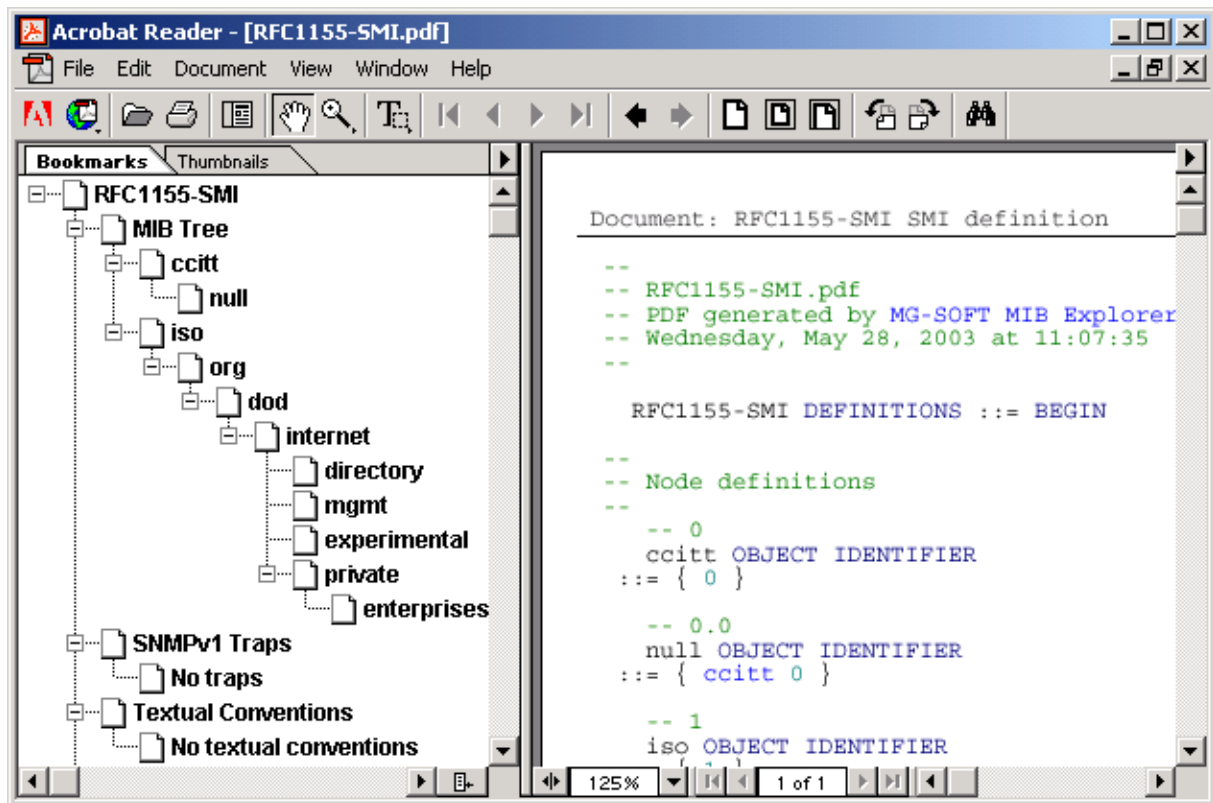 Acrobat Reader - [RFC1155-SMI.pdf]
File Edit Document View Window Help
Bookmarks Thumbnails
RFC1155-SMI
MIB Tree
ccitt
null
iso
org
dod
internet
directory
mgmt
experimental
private
enterprises
SNMPv1 Traps
No traps
Textual Conventions
No textual conventions
Document: RFC1155-SMI SMI definition
--
-- RFC1155-SMI.pdf
-- PDF generated by MG-SOFT MIB Explorer
-- Wednesday, May 28, 2003 at 11:07:35
--
RFC1155-SMI DEFINITIONS ::= BEGIN
--
-- Node definitions
--
-- 0
ccitt OBJECT IDENTIFIER
::= { 0 }
-- 0.0
null OBJECT IDENTIFIER
::= { ccitt 0 }
-- 1
iso OBJECT IDENTIFIER
125% 1 of 1